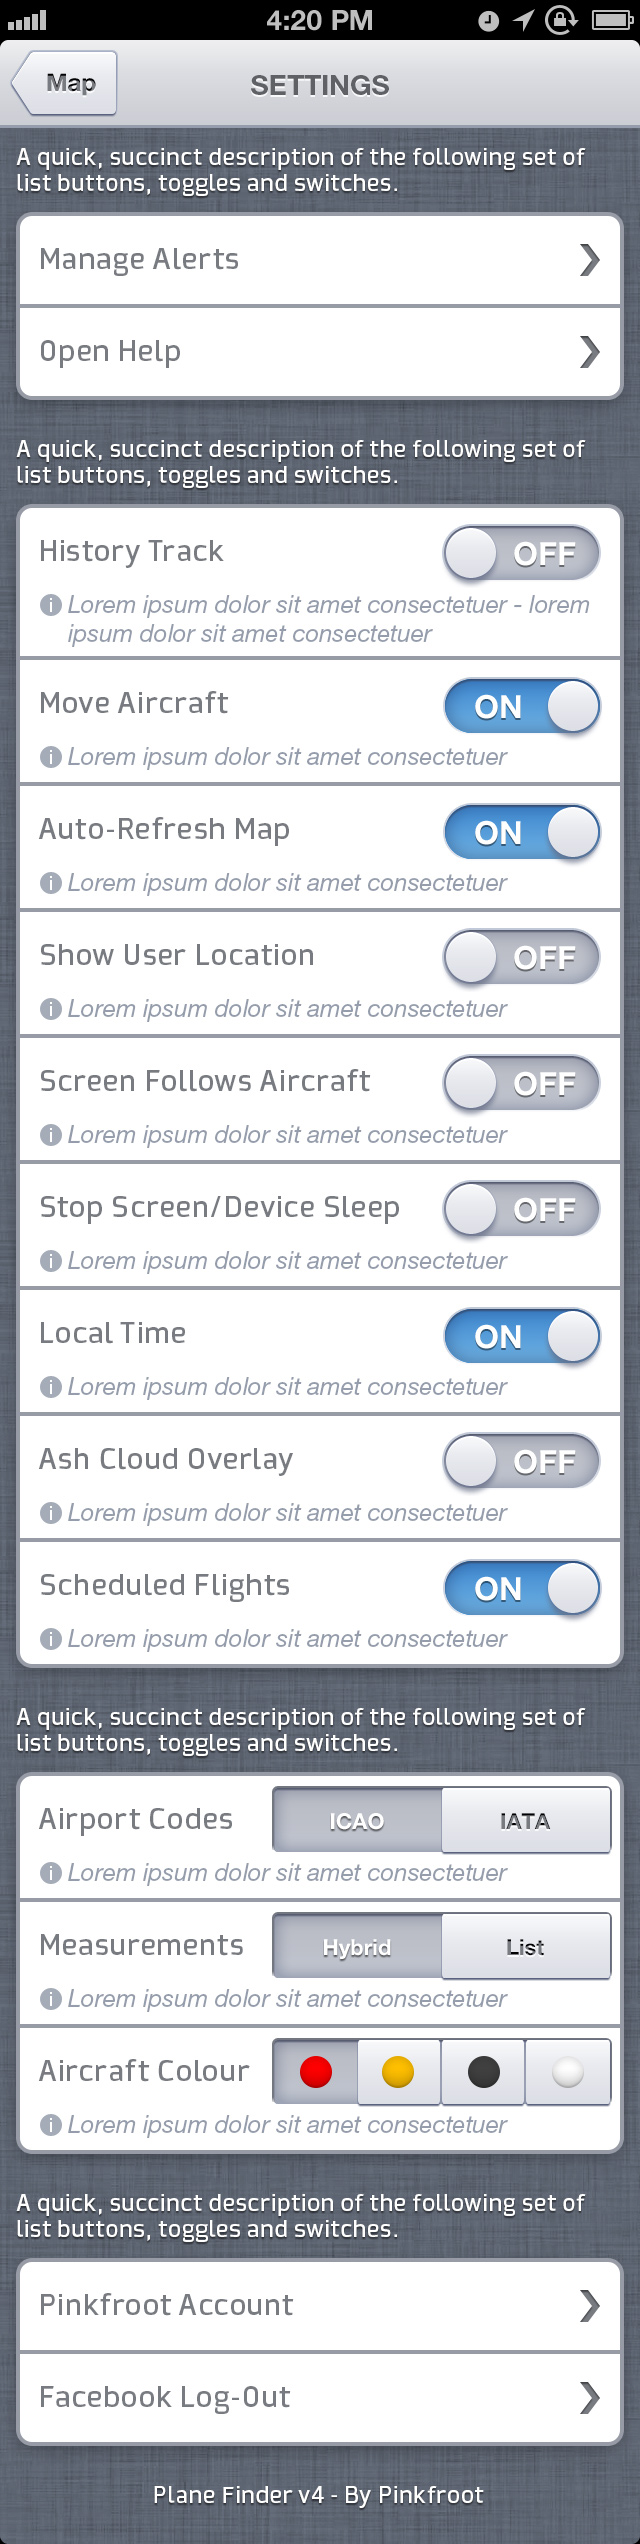 4:20 PM
Map
SETTINGS
A quick, succinct description of the following set of
list buttons, toggles and switches.
Manage Alerts
Open Help
A quick, succinct description of the following set of
list buttons, toggles and switches.
History Track
OFF
Lorem ipsum dolor sit amet consectetuer - lorem
ipsum dolor sit amet consectetuer
Move Aircraft
ON
Lorem ipsum dolor sit amet consectetuer
Auto-Refresh Map
ON
Lorem ipsum dolor sit amet consectetuer
Show User Location
OFF
Lorem ipsum dolor sit amet consectetuer
Screen Follows Aircraft
OFF
Lorem ipsum dolor sit amet consectetuer
Stop Screen/Device Sleep
OFF
Lorem ipsum dolor sit amet consectetuer
Local Time
ON
Lorem ipsum dolor sit amet consectetuer
Ash Cloud Overlay
OFF
Lorem ipsum dolor sit amet consectetuer
Scheduled Flights
ON
Lorem ipsum dolor sit amet consectetuer
A quick, succinct description of the following set of
list buttons, toggles and switches.
Airport Codes
ICAO
IATA
Lorem ipsum dolor sit amet consectetuer
Measurements
Hybrid
List
Lorem ipsum dolor sit amet consectetuer
Aircraft Colour
Lorem ipsum dolor sit amet consectetuer
A quick, succinct description of the following set of
list buttons, toggles and switches.
Pinkfroot Account
Facebook Log-Out
Plane Finder v4 - By Pinkfroot